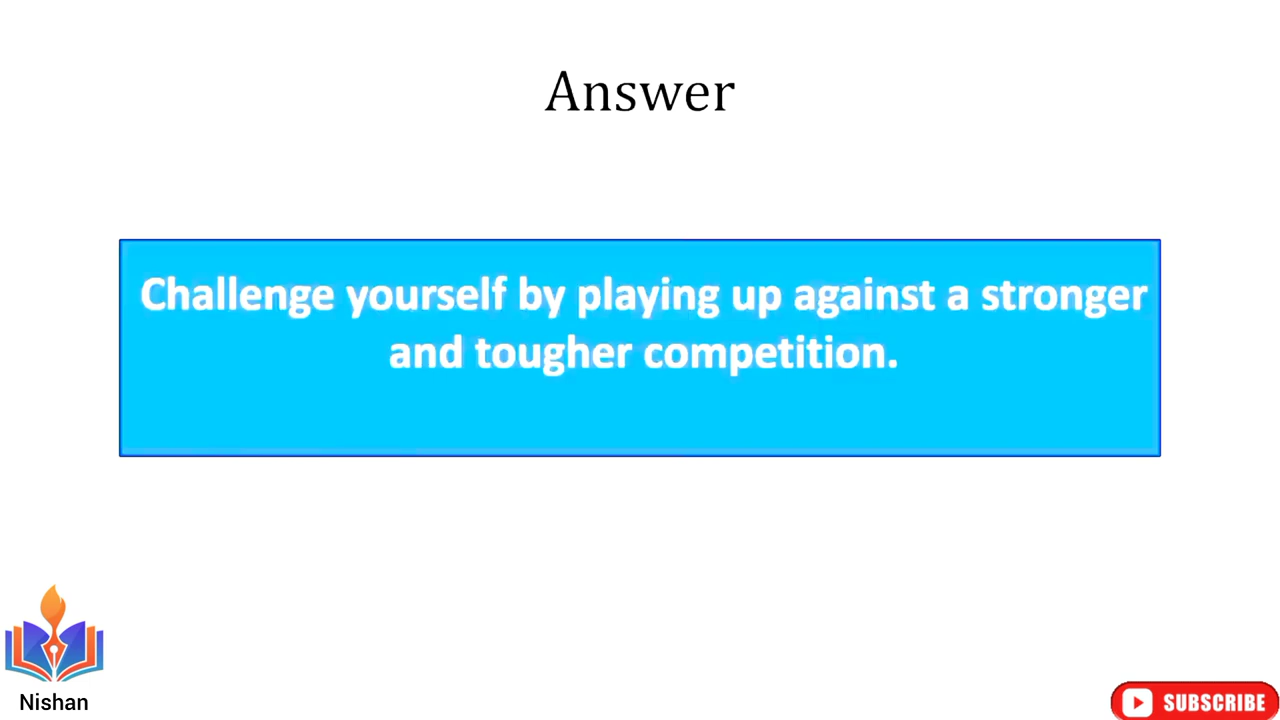 Answer
Challenge yourself by playing up against a stronger
and tougher competition.
Nishan
SUBSCRIBE